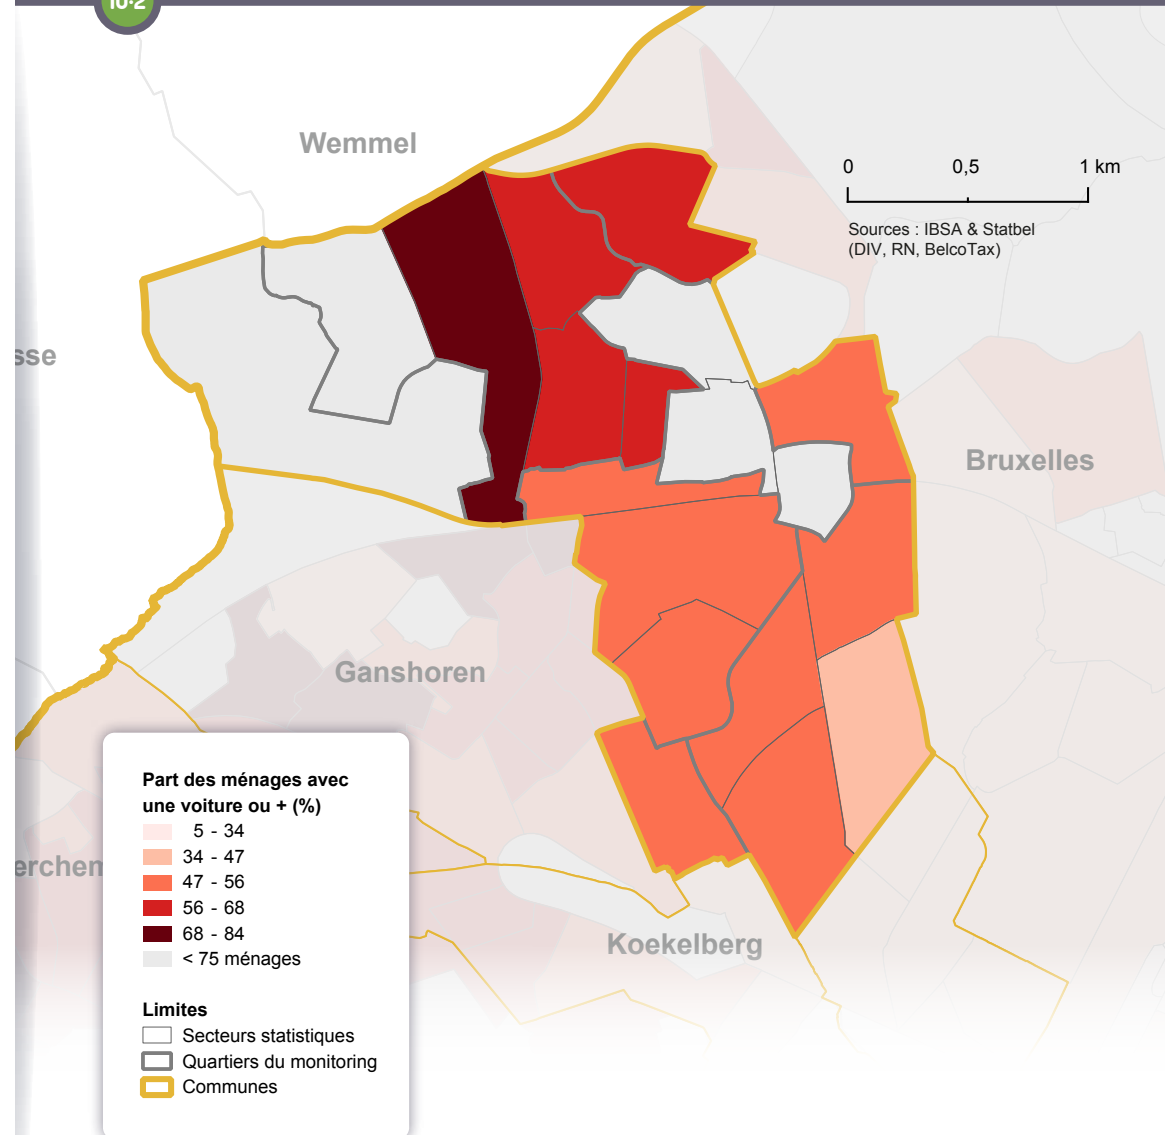 10·2
Wemmel
0 0,5 1 km
Sources : IBSA & Statbel
(DIV, RN, BelcoTax)
sse
Bruxelles
Ganshoren
erchem
Koekelberg
Part des ménages avec
une voiture ou + (%)
5 - 34
34 - 47
47 - 56
56 - 68
68 - 84
< 75 ménages
Limites
Secteurs statistiques
Quartiers du monitoring
Communes